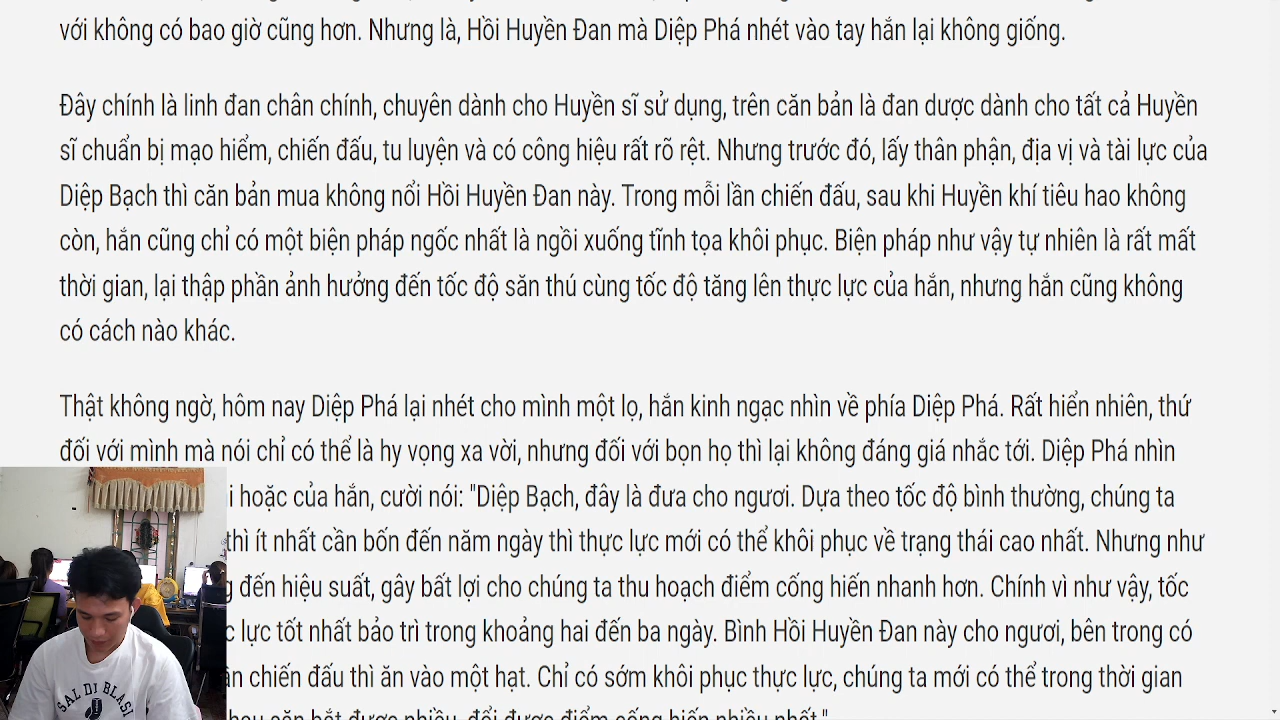 với không có bao giờ cũng hơn. Nhưng là, Hồi Huyền Đan mà Diệp Phá nhét vào tay hắn lại không giống.
Đây chính là linh đan chân chính, chuyên dành cho Huyền sĩ sử dụng, trên căn bản là đan dược dành cho tất cả Huyền
sĩ chuẩn bị mạo hiểm, chiến đấu, tu luyện và có công hiệu rất rõ rệt. Nhưng trước đó, lấy thân phận, địa vị và tài lực của
Diệp Bạch thì căn bản mua không nổi Hồi Huyền Đan này. Trong mỗi lần chiến đấu, sau khi Huyền khí tiêu hao không
còn, hắn cũng chỉ có một biện pháp ngốc nhất là ngồi xuống tĩnh tọa khôi phục. Biện pháp như vậy tự nhiên là rất mất
thời gian, lại thập phần ảnh hưởng đến tốc độ săn thú cùng tốc độ tăng lên thực lực của hắn, nhưng hắn cũng không
có cách nào khác.
Thật không ngờ, hôm nay Diệp Phá lại nhét cho mình một lọ, hắn kinh ngạc nhìn về phía Diệp Phá. Rất hiển nhiên, thứ
đối với mình mà nói chỉ có thể là hy vọng xa vời, nhưng đối với bọn họ thì lại không đáng giá nhắc tới. Diệp Phá nhìn
hoặc của hắn, cười nói: "Diệp Bạch, đây là đưa cho ngươi. Dựa theo tốc độ bình thường, chúng ta
thì ít nhất cần bốn đến năm ngày thì thực lực mới có thể khôi phục về trạng thái cao nhất. Nhưng như
đến hiệu suất, gây bất lợi cho chúng ta thu hoạch điểm cống hiến nhanh hơn. Chính vì như vậy, tốc
lực tốt nhất bảo trì trong khoảng hai đến ba ngày. Bình Hồi Huyền Đan này cho ngươi, bên trong có
chiến đấu thì ăn vào một hạt. Chỉ có sớm khôi phục thực lực, chúng ta mới có thể trong thời gian
săn bắt được nhiều, đổi được điểm cống hiến nhiều nhất."
SAL DI BLASI